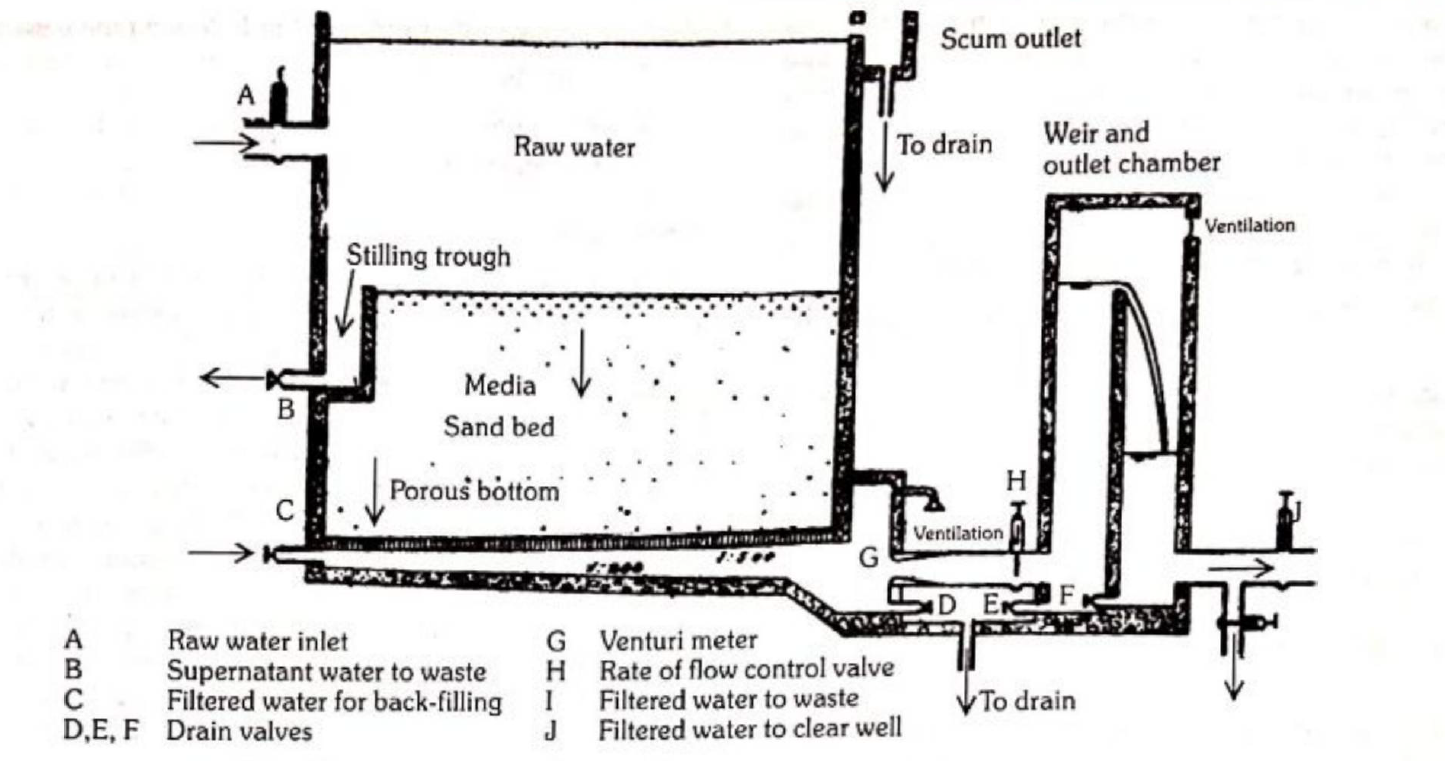 Scum outlet
A
Raw water
To drain
Weir and
outlet chamber
Ventilation
Stilling trough
B
Media
Sand bed
Porous bottom
C
H
Ventilation
J
G
1:500
D
E
F
To drain
A Raw water inlet
B Supernatant water to waste
C Filtered water for back-filling
D,E, F Drain valves
G Venturi meter
H Rate of flow control valve
I Filtered water to waste
J Filtered water to clear well